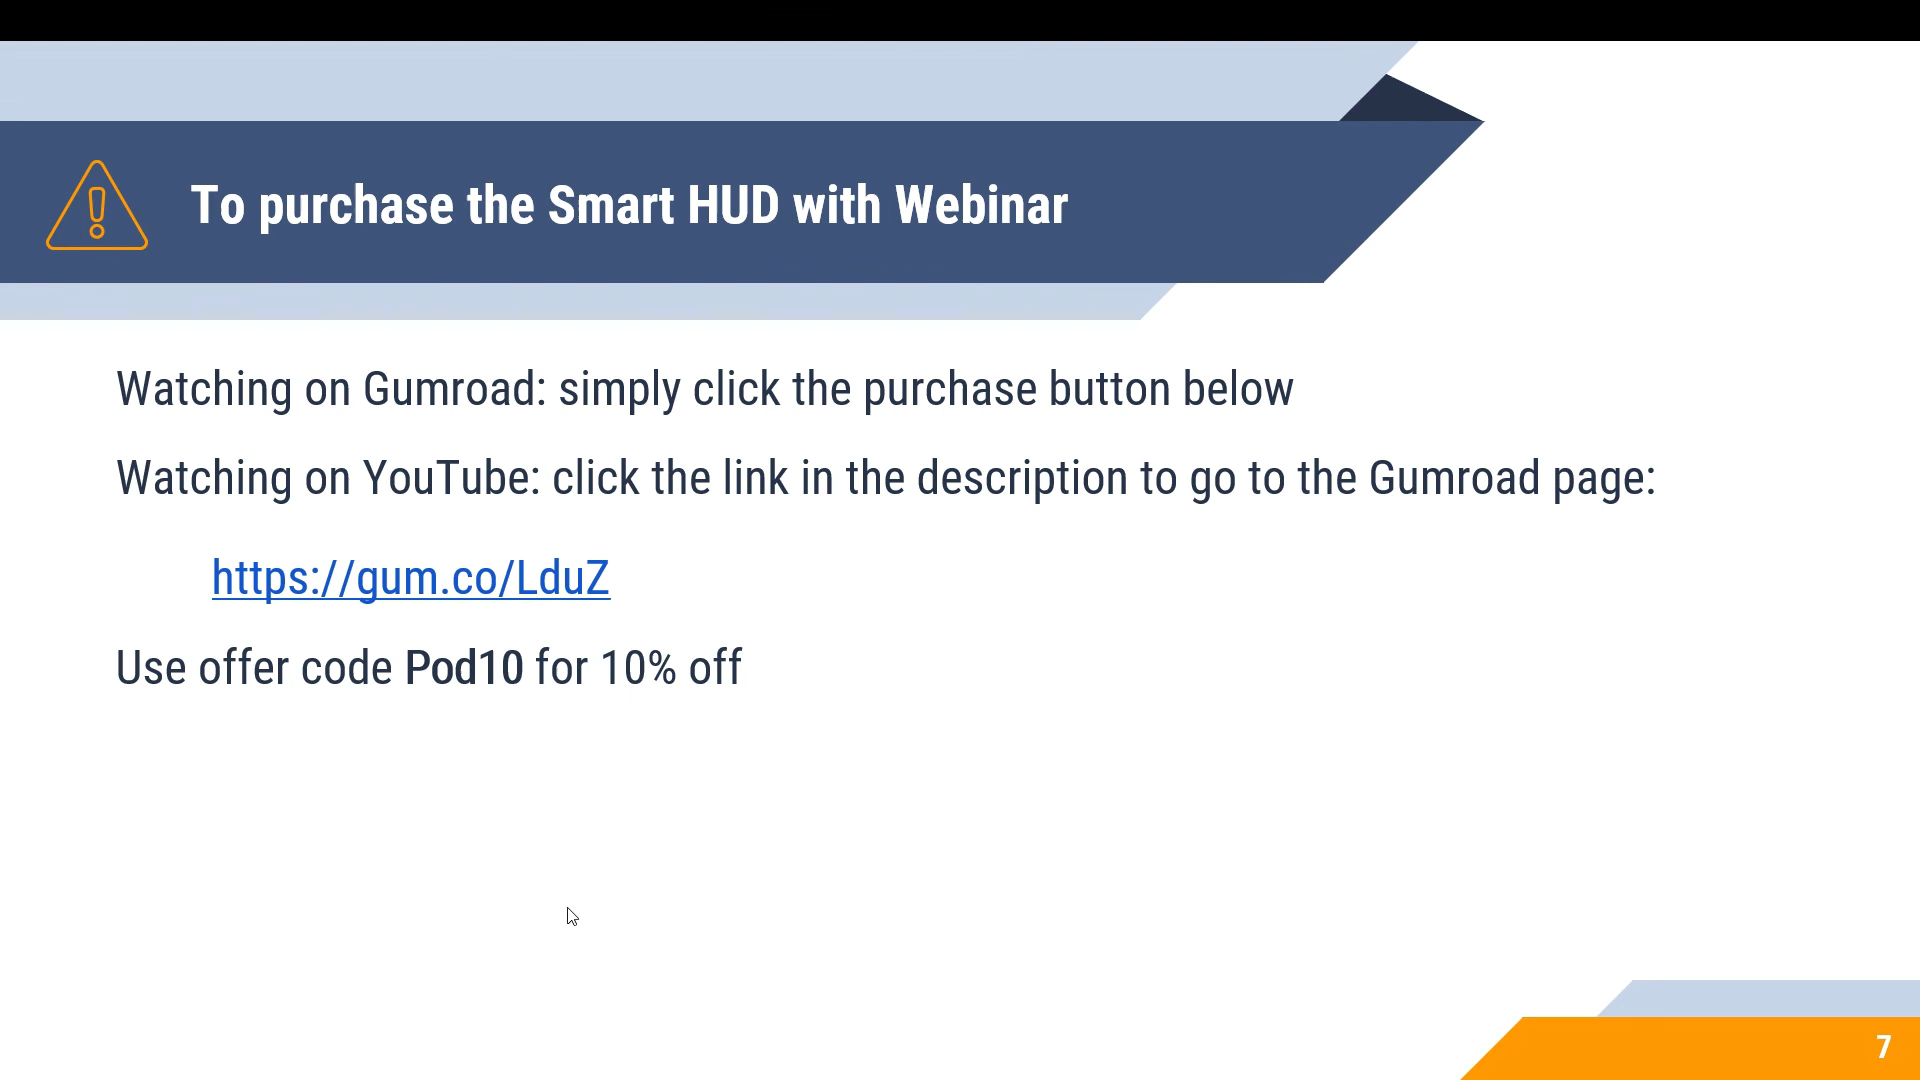 To purchase the Smart HUD with Webinar
Watching on Gumroad: simply click the purchase button below
Watching on YouTube: click the link in the description to go to the Gumroad page:
https://gum.co/LduZ
Use offer code Pod10 for 10% off
7